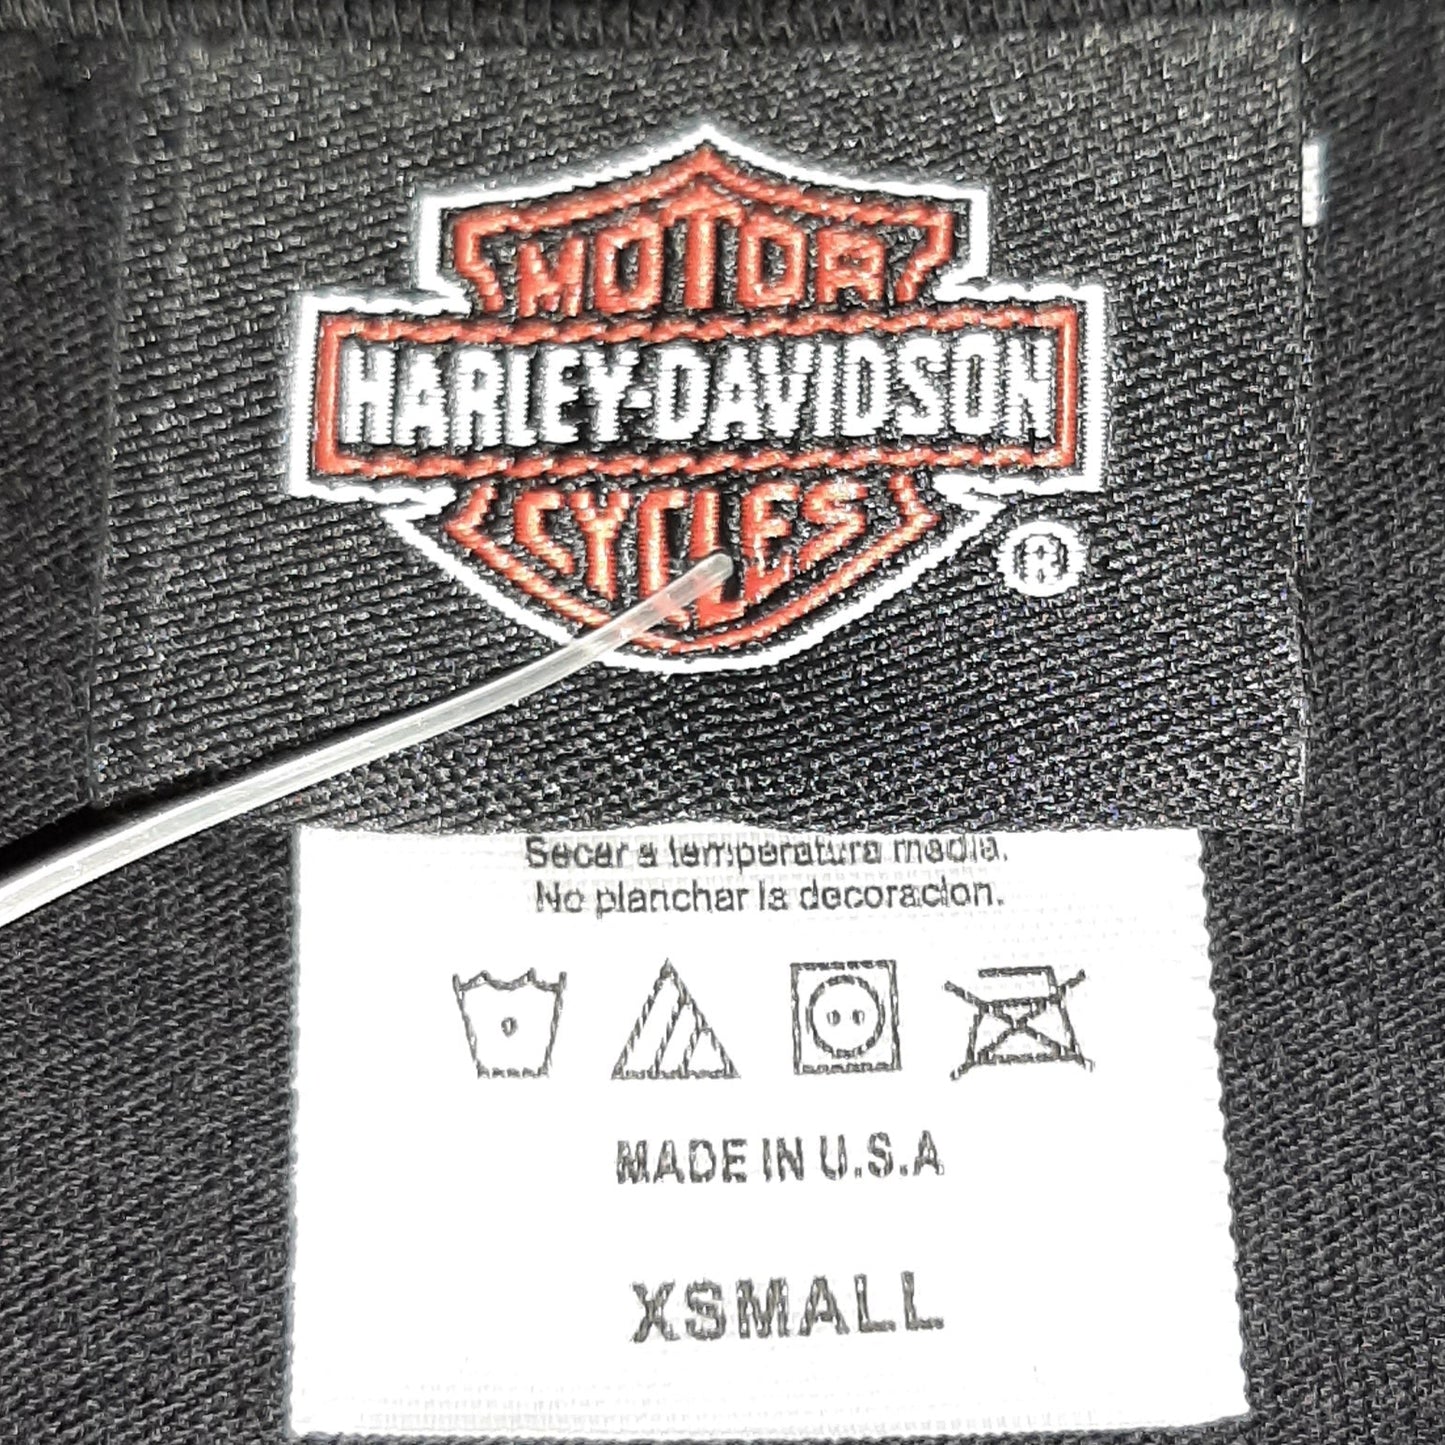 MOTOR
HARLEY-DAVIDSON
CYCLES
®
Secar a temperatura media.
No planchar la decoracion.
MADE IN U.S.A
XSMALL